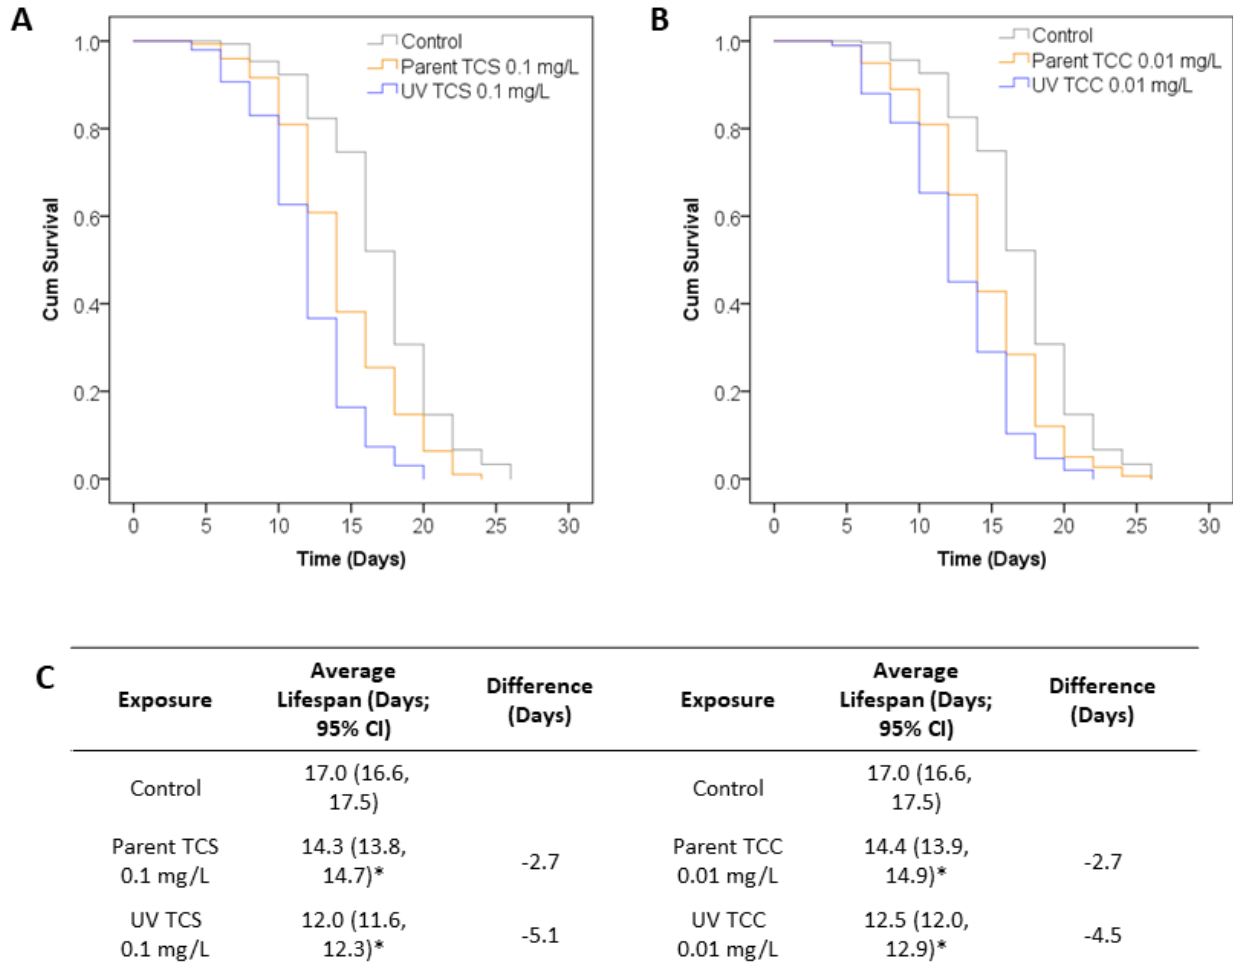 A
Control
Parent TCS 0.1 mg/L
UV TCS 0.1 mg/L
1.0
0.8
0.6
0.4
0.2
0.0
Cum Survival
0 5 10 15 20 25 30
Time (Days)
B
Control
Parent TCC 0.01 mg/L
UV TCC 0.01 mg/L
1.0
0.8
0.6
0.4
0.2
0.0
Cum Survival
0 5 10 15 20 25 30
Time (Days)
C
Exposure
Average
Lifespan (Days;
95% CI)
Difference
(Days)
Exposure
Average
Lifespan (Days;
95% CI)
Difference
(Days)
Control
17.0 (16.6,
17.5)
Control
17.0 (16.6,
17.5)
Parent TCS
0.1 mg/L
14.3 (13.8,
14.7)*
-2.7
Parent TCC
0.01 mg/L
14.4 (13.9,
14.9)*
-2.7
UV TCS
0.1 mg/L
12.0 (11.6,
12.3)*
-5.1
UV TCC
0.01 mg/L
12.5 (12.0,
12.9)*
-4.5